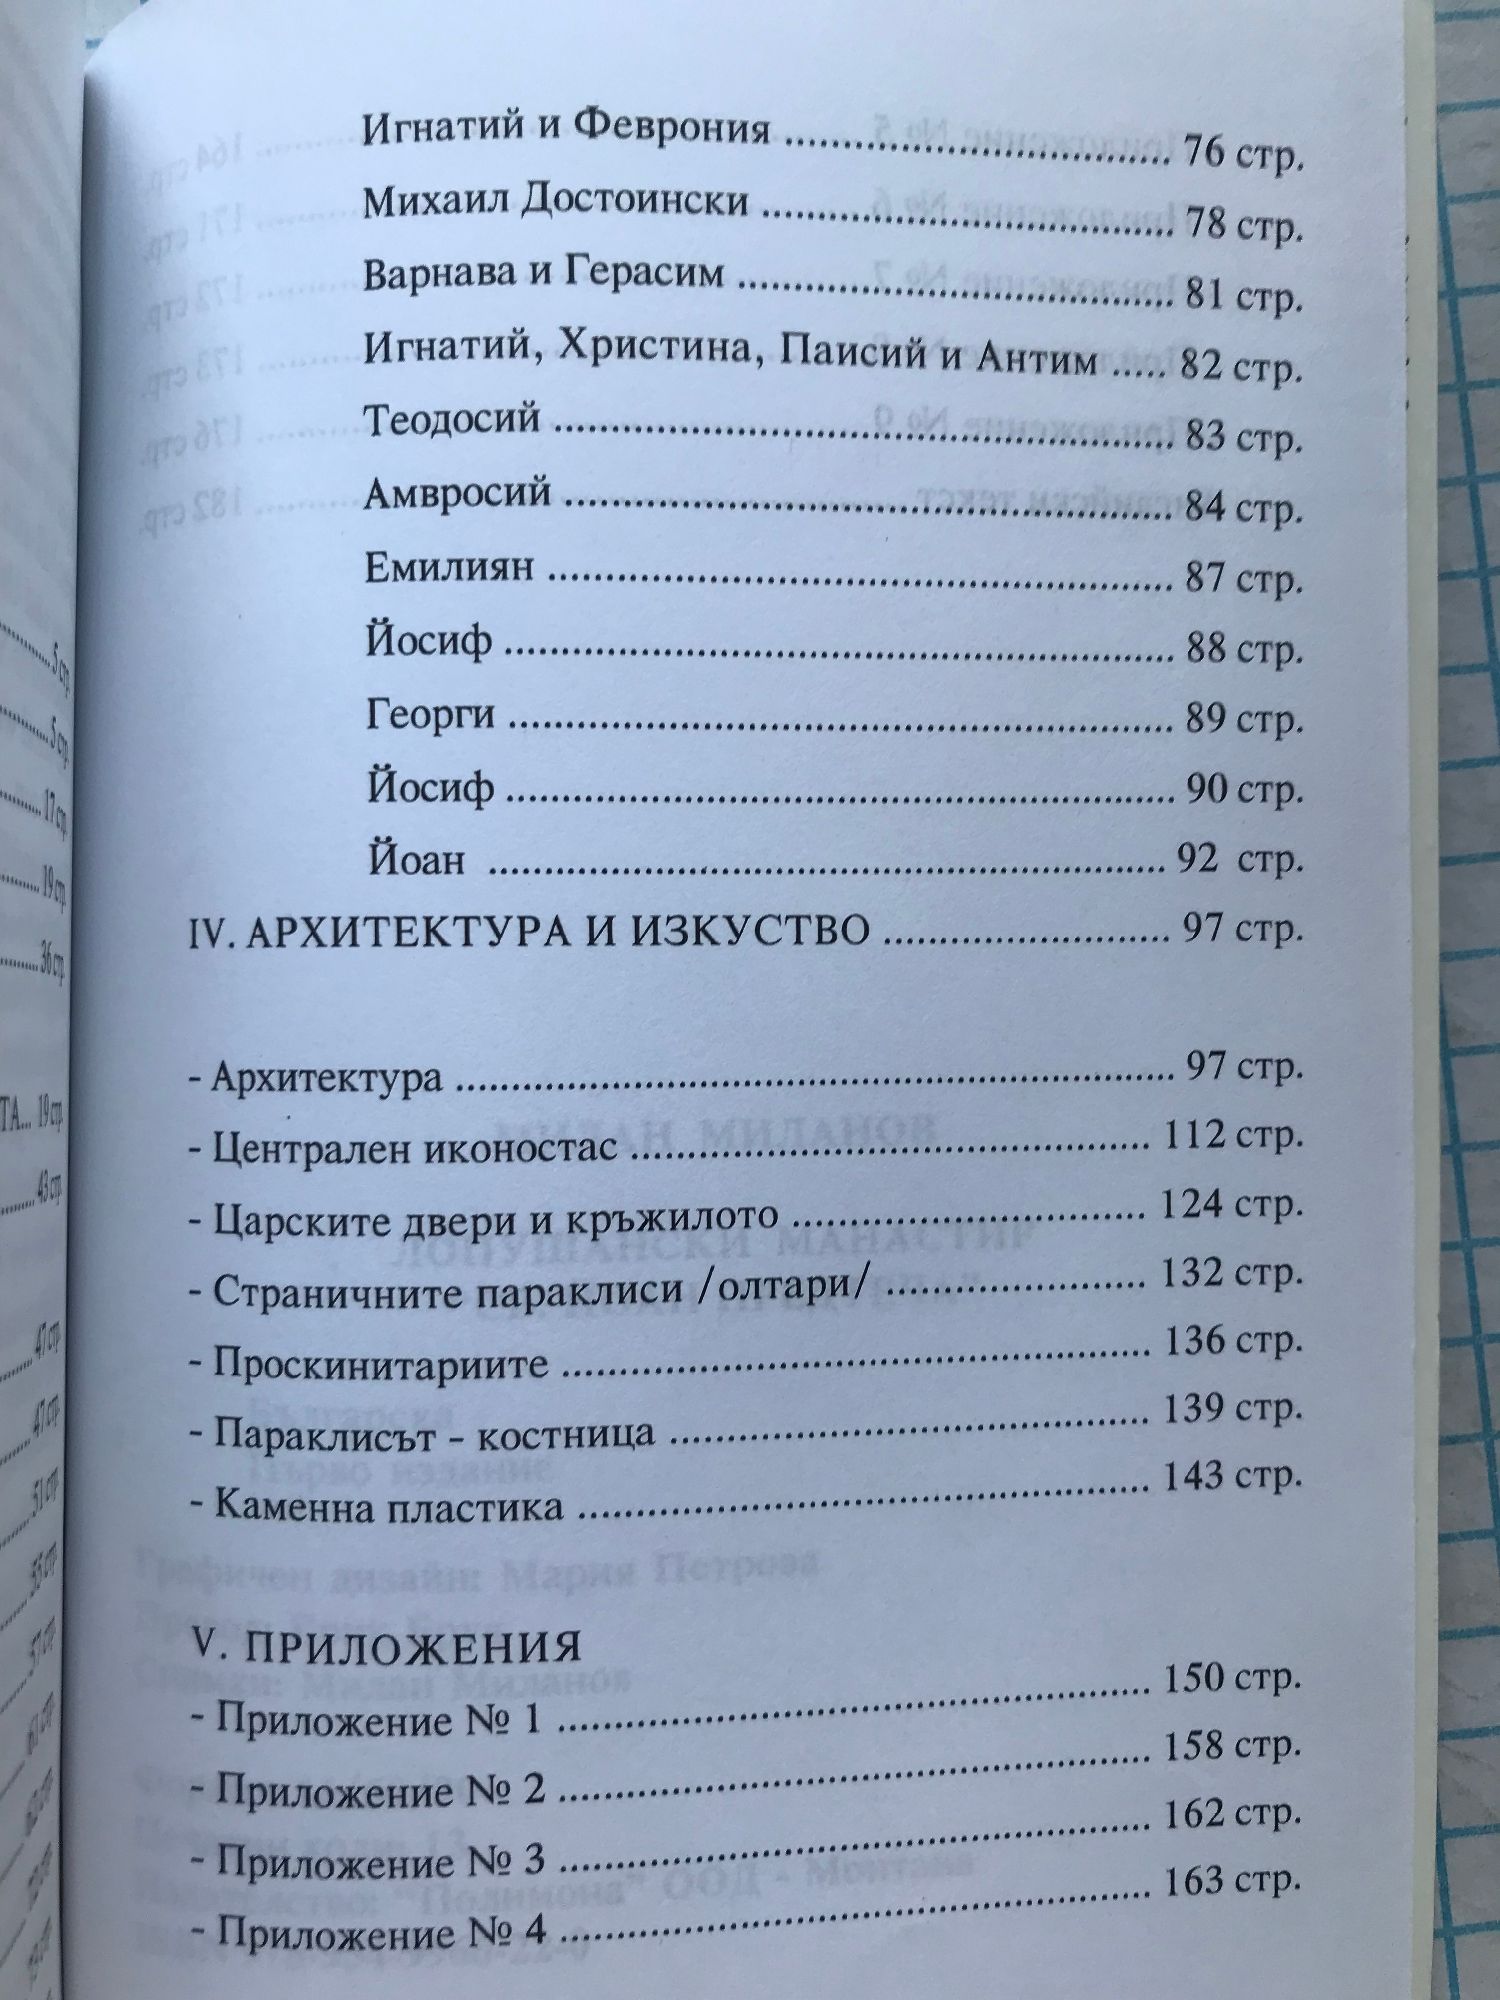 Игнатий и Феврония ........ 76 стр.
Михаил Достоински ........ 78 стр.
Варнава и Герасим ........ 81 стр.
Игнатий, Христина, Паисий и Антим ..... 82 стр.
Теодосий ........ 83 стр.
Амвросий ........ 84 стр.
Емилиян ........ 87 стр.
Йосиф ........ 88 стр.
Георги ........ 89 стр.
Йосиф ........ 90 стр.
Йоан ........ 92 стр.
IV. АРХИТЕКТУРА И ИЗКУСТВО ........ 97 стр.
- Архитектура ........ 97 стр.
- Централен иконостас ........ 112 стр.
- Царските двери и кръжилото ........ 124 стр.
- Страничните параклиси /олтари/ ........ 132 стр.
- Проскинитариите ........ 136 стр.
- Параклисът - костница ........ 139 стр.
- Каменна пластика ........ 143 стр.
V. ПРИЛОЖЕНИЯ
- Приложение № 1 ........ 150 стр.
- Приложение № 2 ........ 158 стр.
- Приложение № 3 ........ 162 стр.
- Приложение № 4 ........ 163 стр.